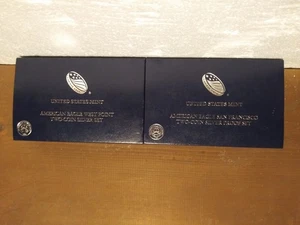 UNITED STATES MINT
AMERICAN EAGLE WEST POINT
TWO-COIN SILVER SET
UNITED STATES MINT
AMERICAN EAGLE SAN FRANCISCO
TWO-COIN SILVER PROOF SET